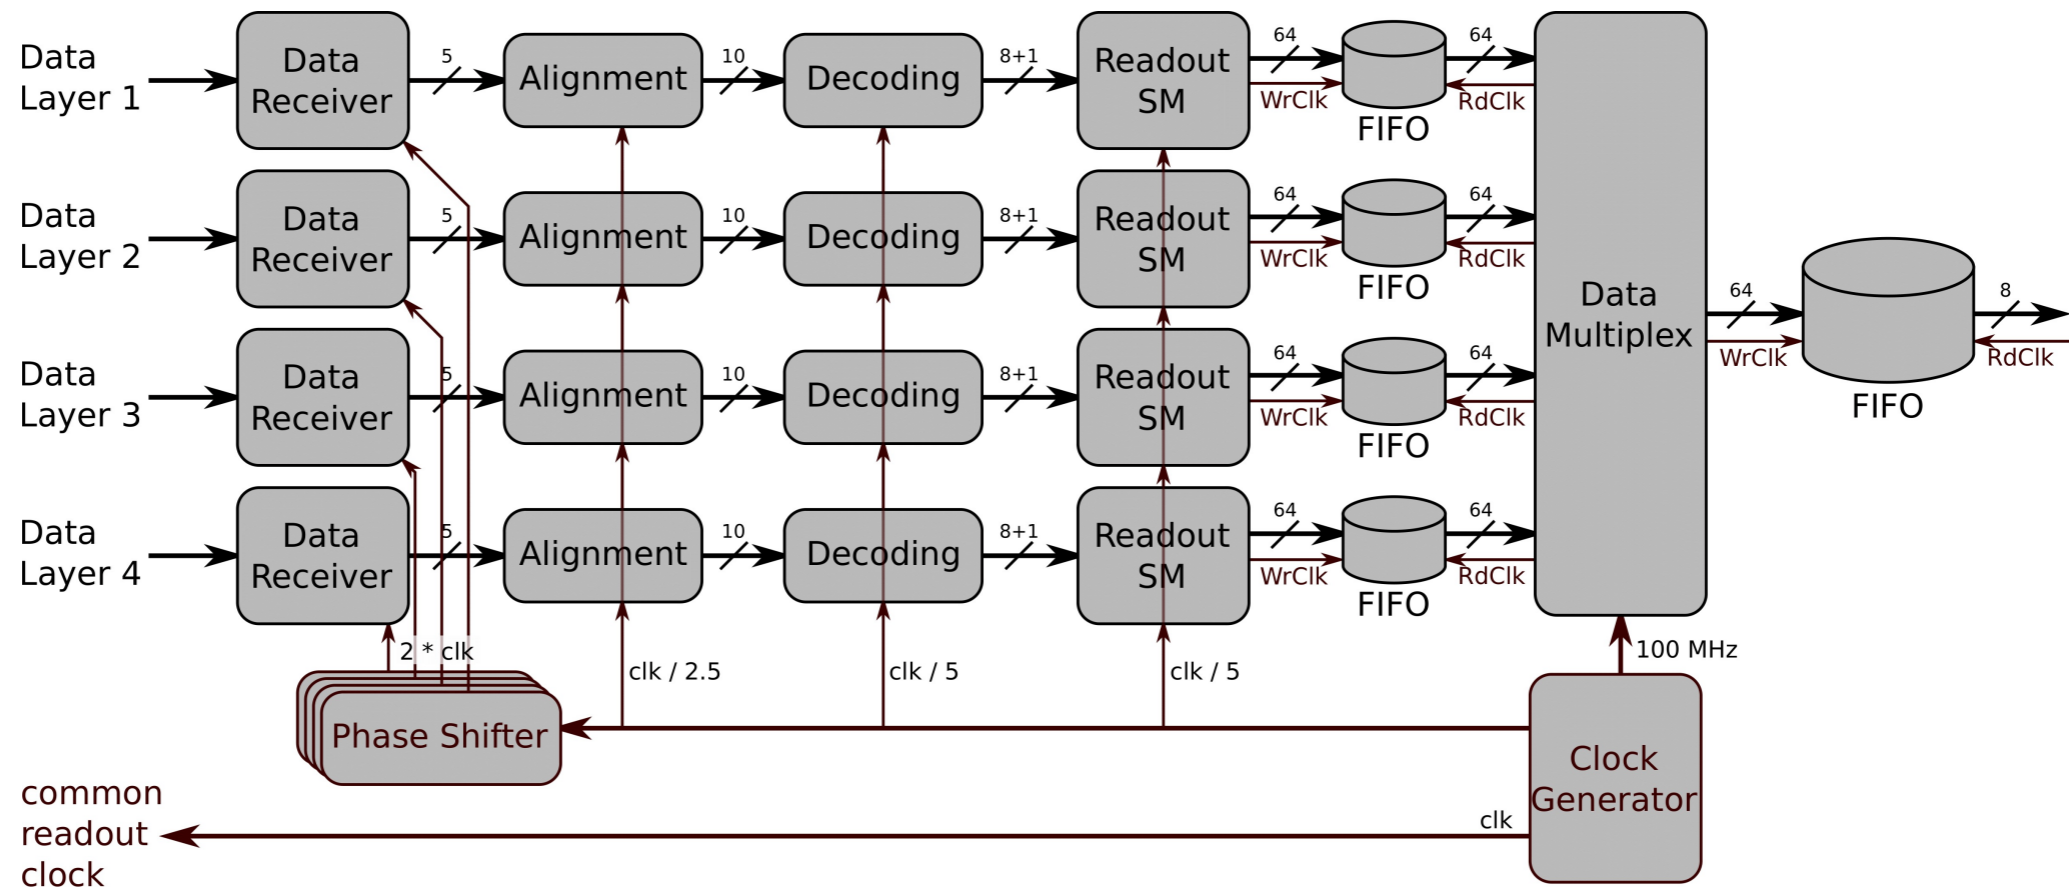 Data
Layer 1
Data
Receiver
5
Alignment
10
Decoding
8+1
Readout
SM
64
WrClk
FIFO
64
RdClk
Data
Layer 2
Data
Receiver
5
Alignment
10
Decoding
8+1
Readout
SM
64
WrClk
FIFO
64
RdClk
Data
Layer 3
Data
Receiver
5
Alignment
10
Decoding
8+1
Readout
SM
64
WrClk
FIFO
64
RdClk
Data
Layer 4
Data
Receiver
5
Alignment
10
Decoding
8+1
Readout
SM
64
WrClk
FIFO
64
RdClk
Data
Multiplex
64
WrClk
FIFO
8
RdClk
2 * clk
clk / 2.5
clk / 5
clk / 5
100 MHz
Phase Shifter
Clock
Generator
clk
common
readout
clock